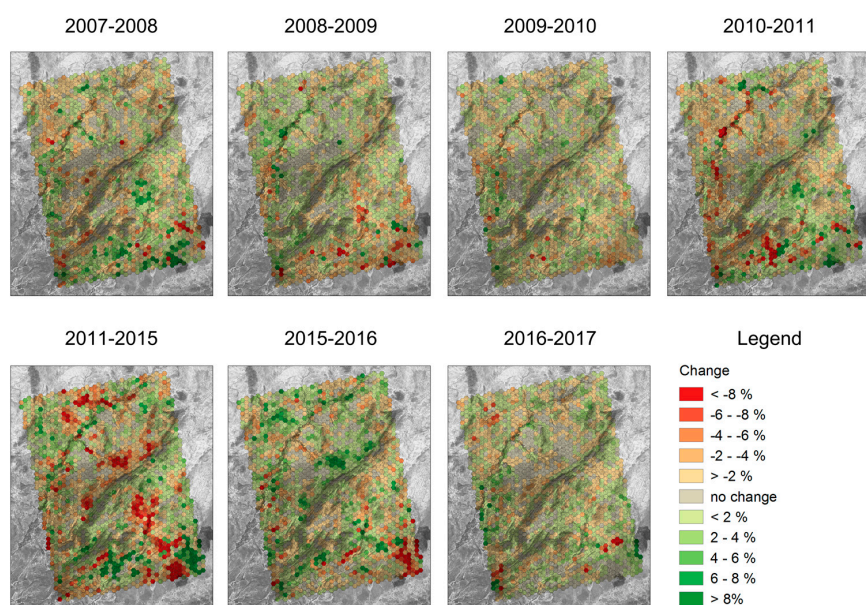 2007-2008
2008-2009
2009-2010
2010-2011
2011-2015
2015-2016
2016-2017
Legend
Change
< -8 %
-6 - -8 %
-4 - -6 %
-2 - -4 %
> -2 %
no change
< 2 %
2 - 4 %
4 - 6 %
6 - 8 %
> 8%